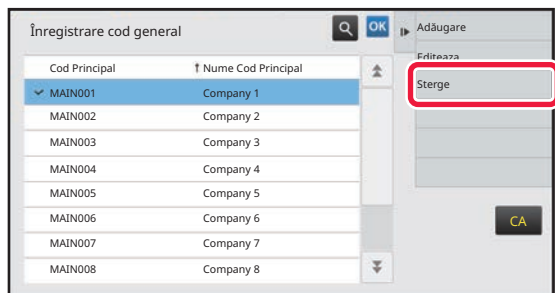 Înregistrare cod general
OK
Adăugare
Editeaza
Sterge
Cod Principal Nume Cod Principal
MAIN001 Company 1
MAIN002 Company 2
MAIN003 Company 3
MAIN004 Company 4
MAIN005 Company 5
MAIN006 Company 6
MAIN007 Company 7
MAIN008 Company 8
CA